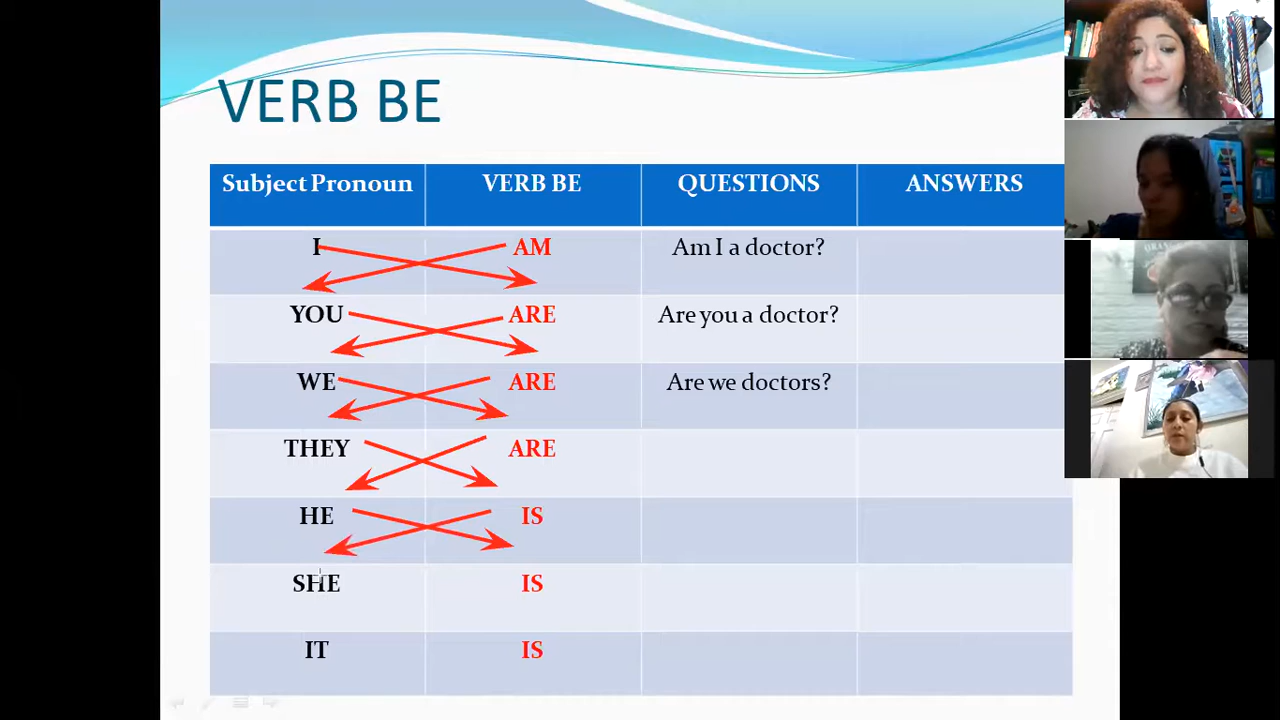 VERB BE
Subject Pronoun VERB BE QUESTIONS ANSWERS
I AM Am I a doctor?
YOU ARE Are you a doctor?
WE ARE Are we doctors?
THEY ARE
HE IS
SHE IS
IT IS